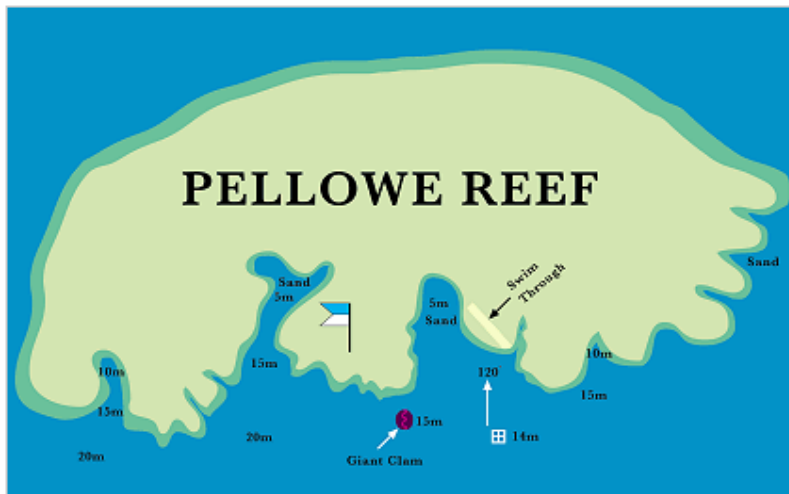 PELLOWE REEF
Sand
Sand
5m
Swim
Through
5m
Sand
10m
15m
10m
120
15m
15m
15m
14m
20m
20m
Giant Clam